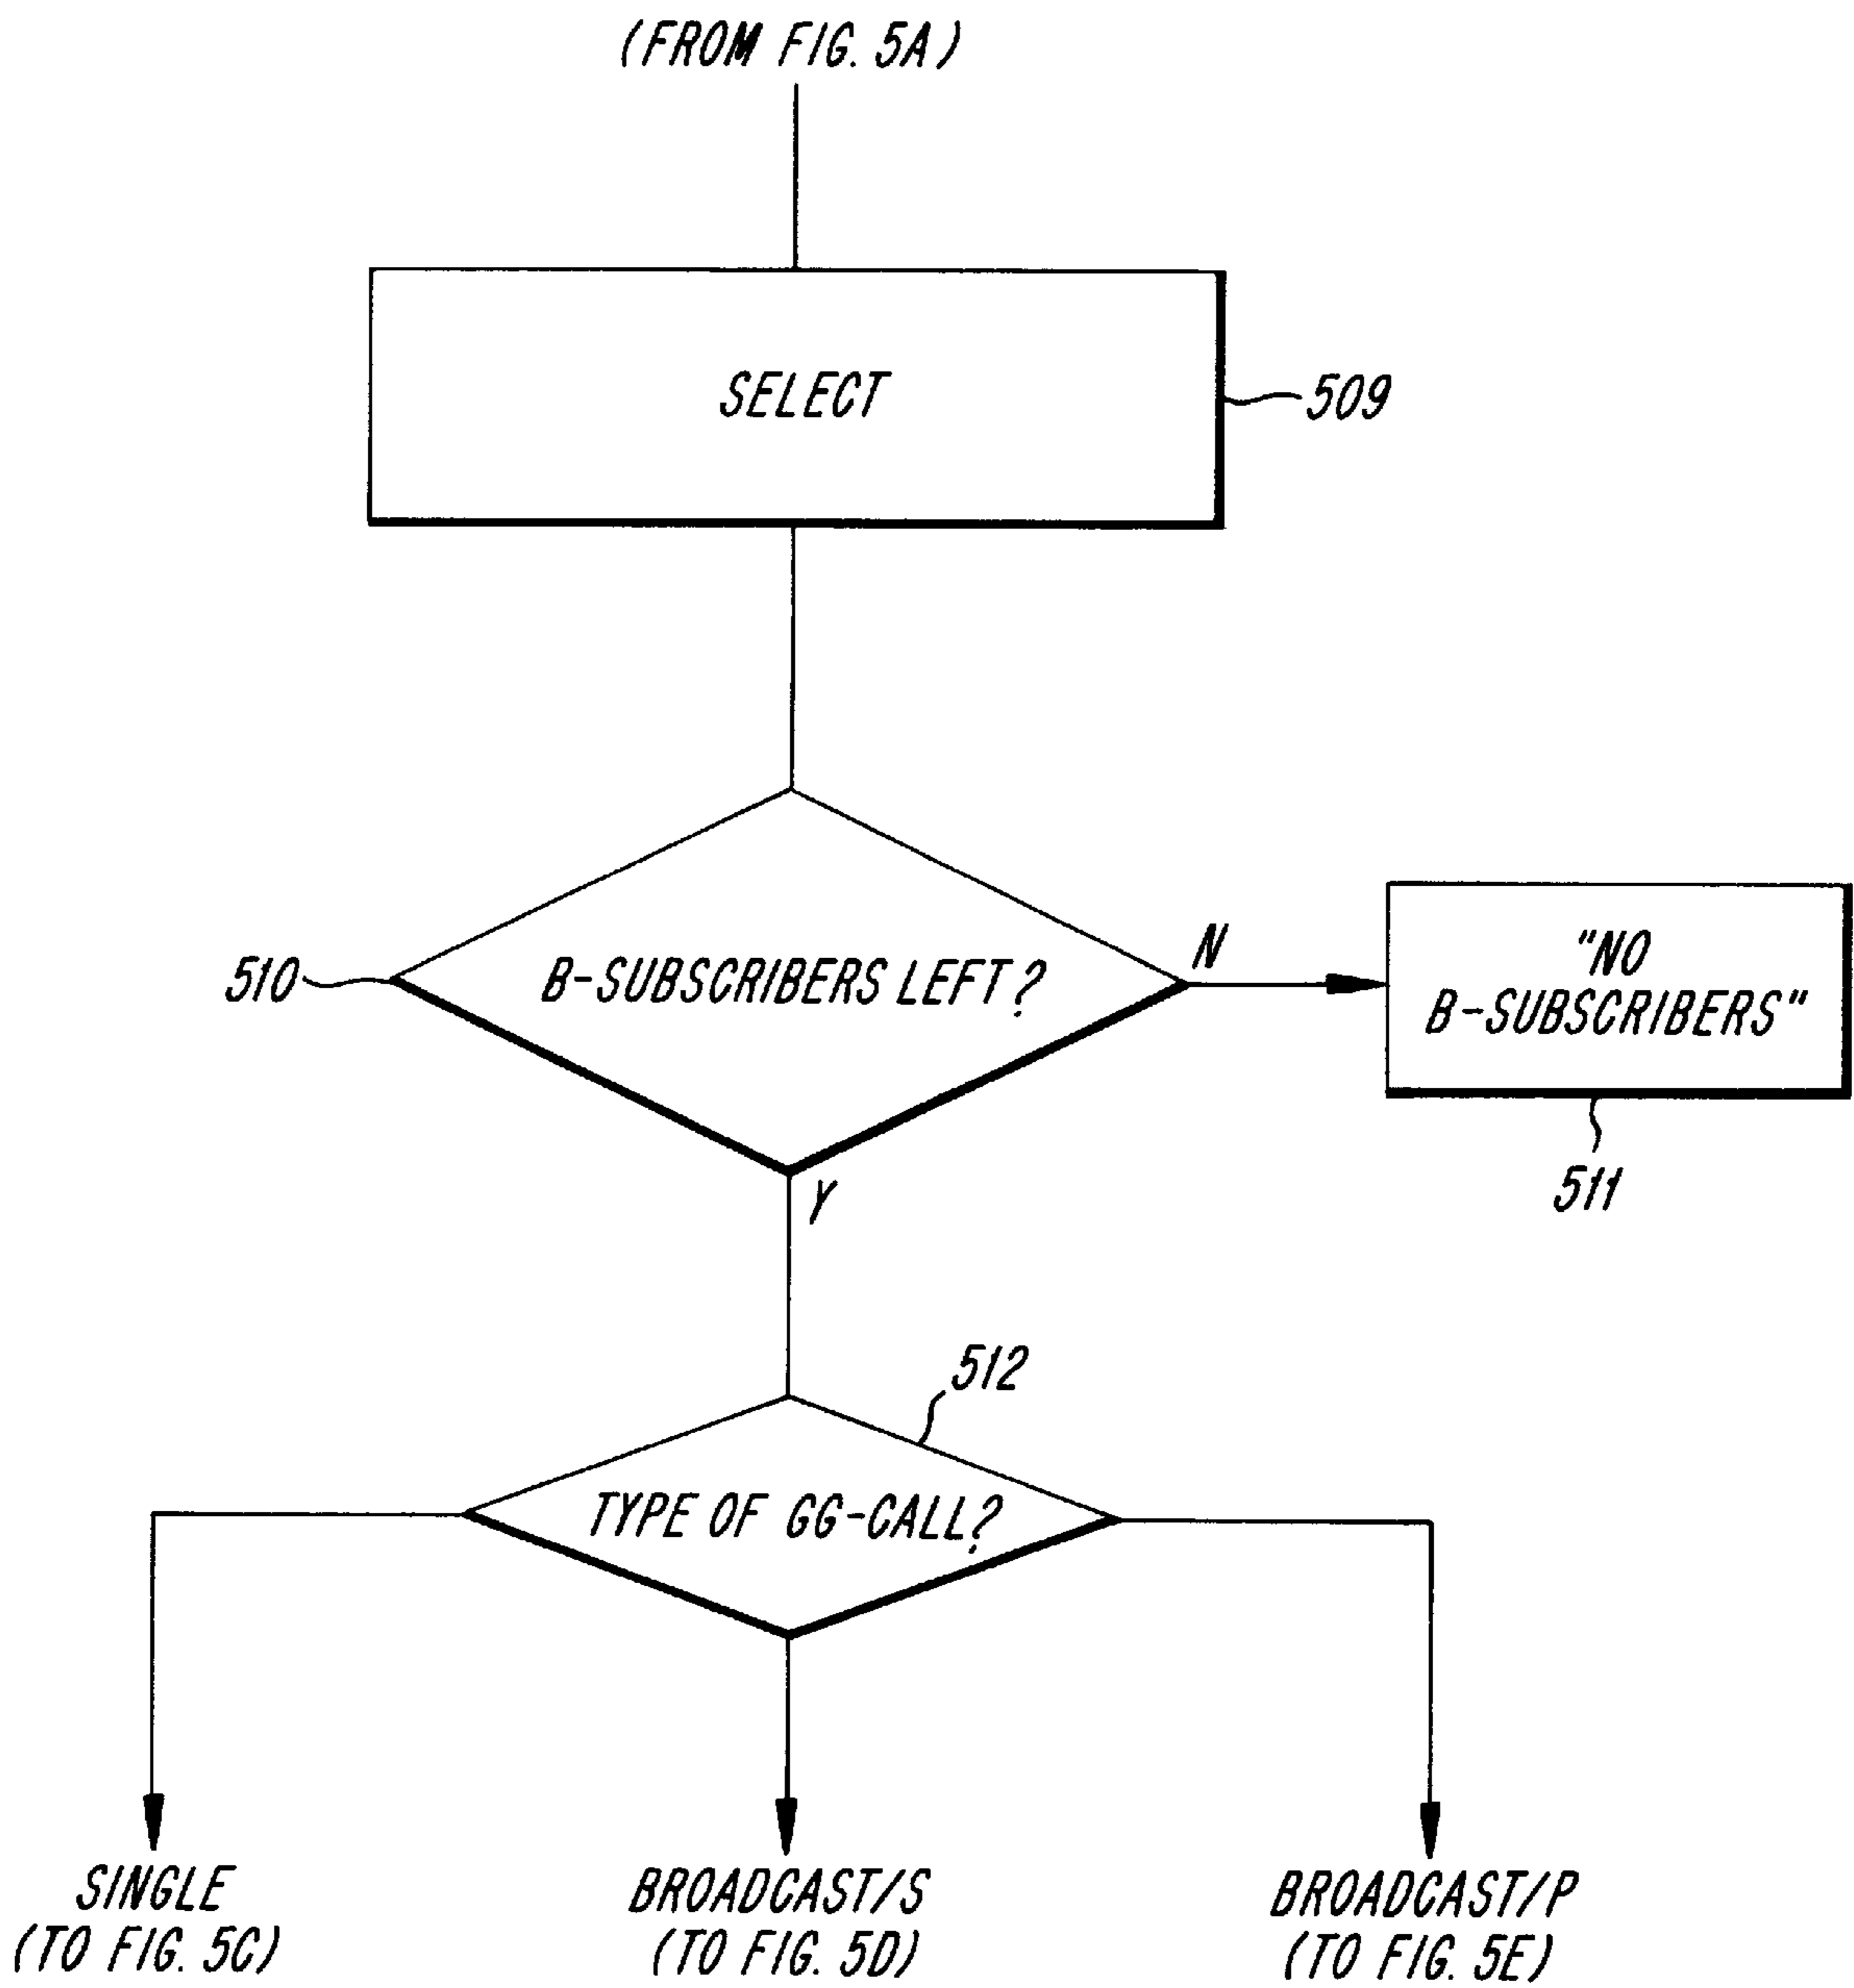 (FROM FIG. 5A)
SELECT
509
B-SUBSCRIBERS LEFT?
N
510
"NO
B-SUBSCRIBERS"
511
Y
512
TYPE OF GG-CALL?
SINGLE
(TO FIG. 5C)
BROADCAST/S
(TO FIG. 5D)
BROADCAST/P
(TO FIG. 5E)